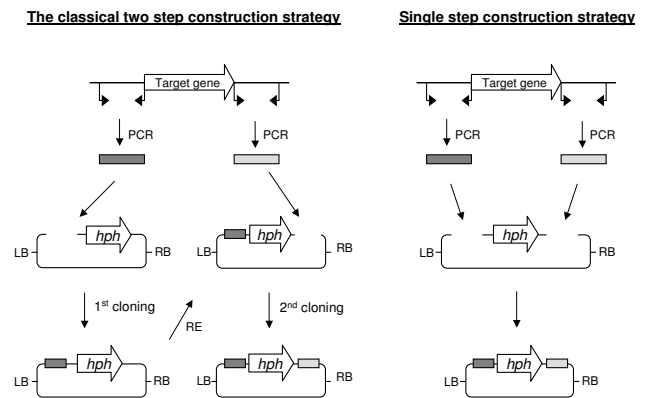 The classical two step construction strategy
Single step construction strategy
Target gene
Target gene
PCR
PCR
PCR
PCR
hph
LB
RB
hph
LB
RB
hph
LB
RB
1st cloning
RE
2nd cloning
hph
LB
RB
hph
LB
RB
hph
LB
RB